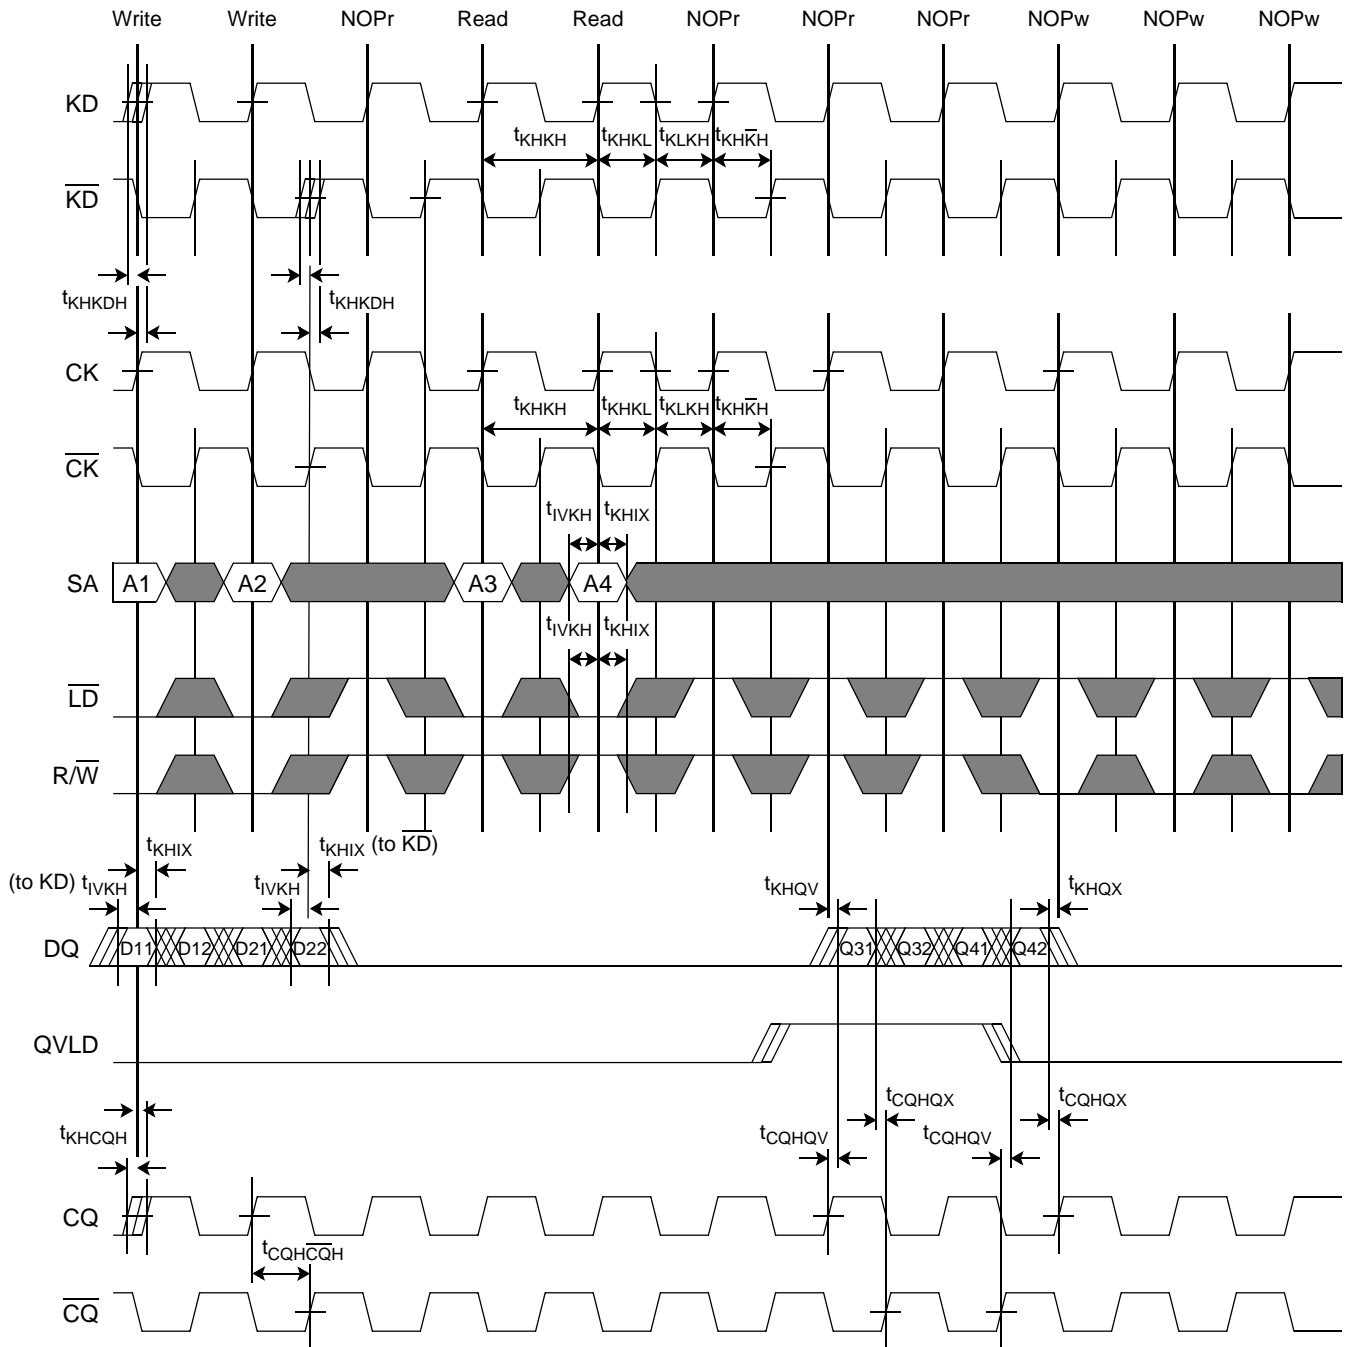 Write Write NOPr Read Read NOPr NOPr NOPr NOPw NOPw NOPw
KD
tKHKH tKHKL tKLKH tKHK̅H
K̅D̅
tKHKDH tKHKDH
CK
tKHKH tKHKL tKLKH tKHK̅H
C̅K̅
tIVKH tKHIX
SA A1 A2 A3 A4
tIVKH tKHIX
L̅D̅
R/W̅
tKHIX tKHIX (to K̅D̅)
(to KD) tIVKH tIVKH tKHQV tKHQX
DQ D11 D12 D21 D22 Q31 Q32 Q41 Q42
QVLD
tCQHQX tCQHQX
tKHCQH tCQHQV tCQHQV
CQ
tCQHC̅Q̅H
C̅Q̅